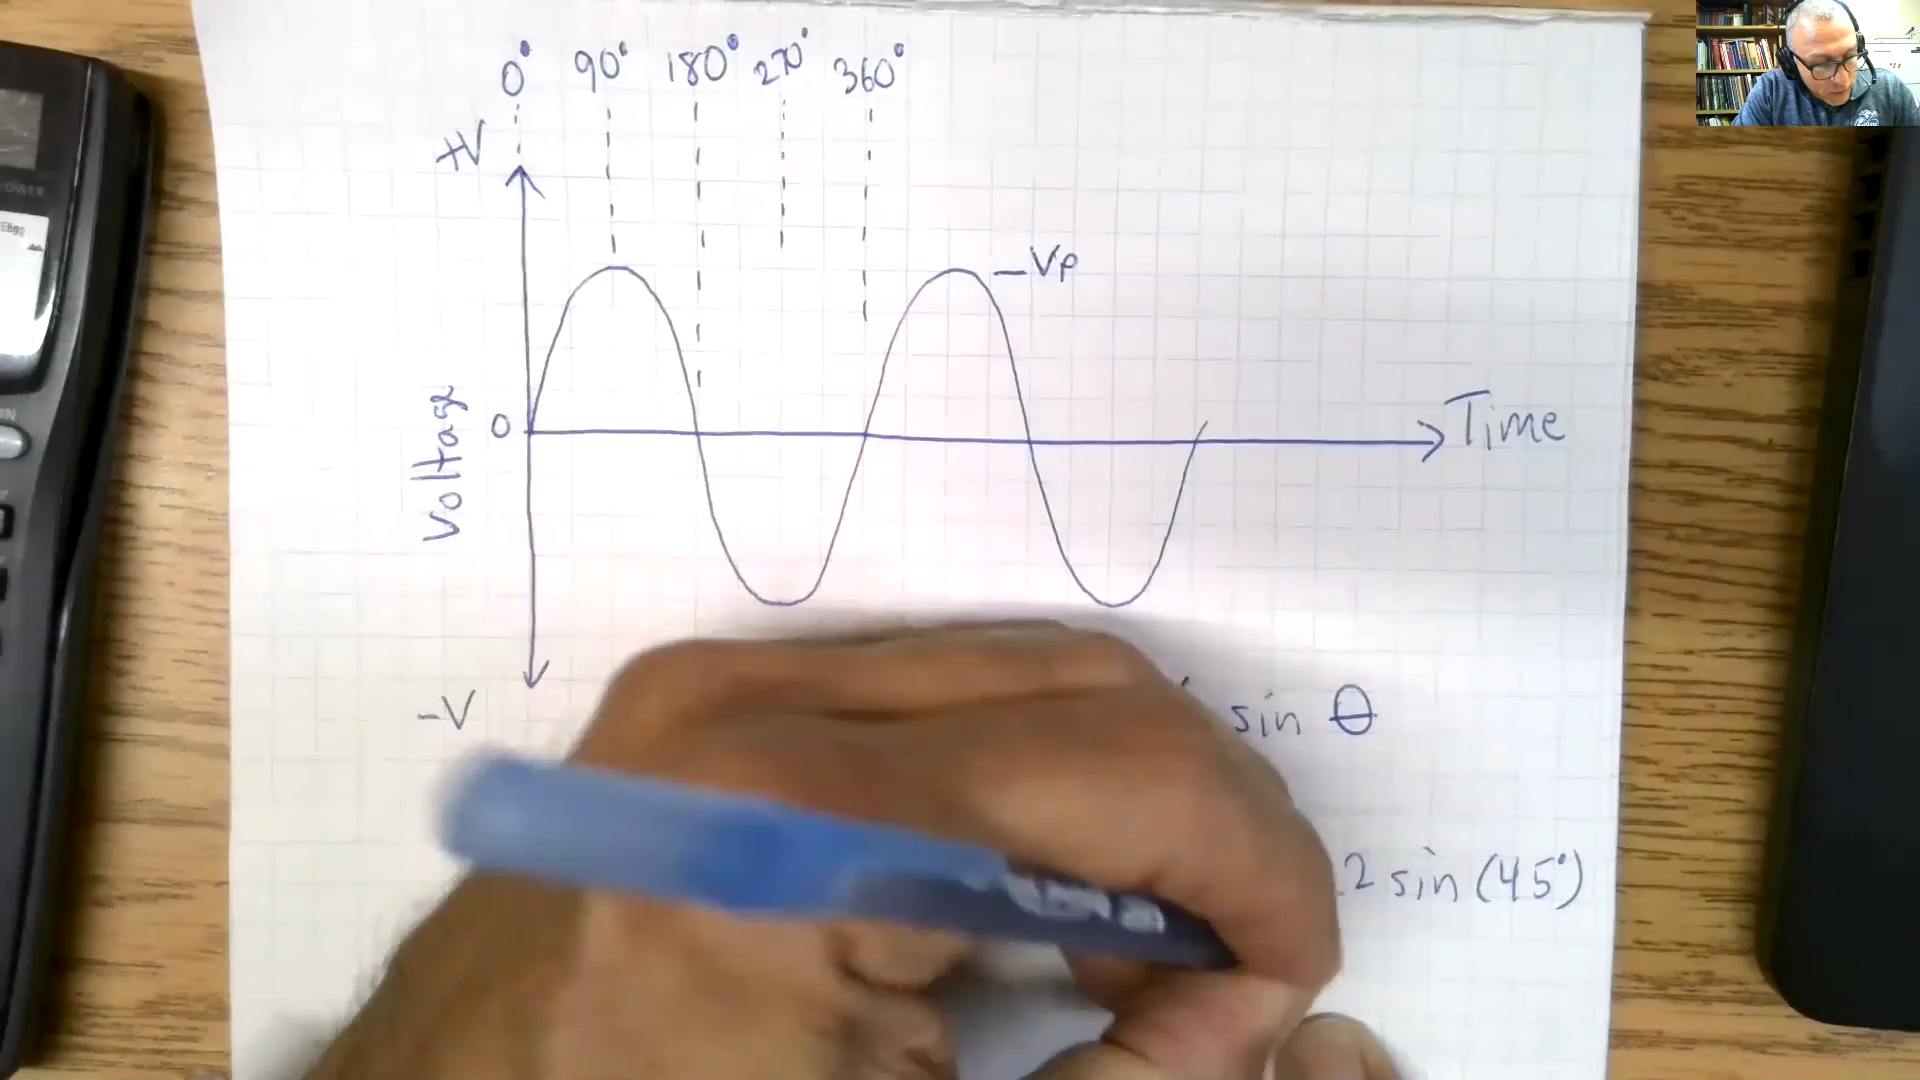 0° 90° 180° 270° 360°
+V
-Vp
Voltage
0
Time
-V
sin θ
2 sin (45°)